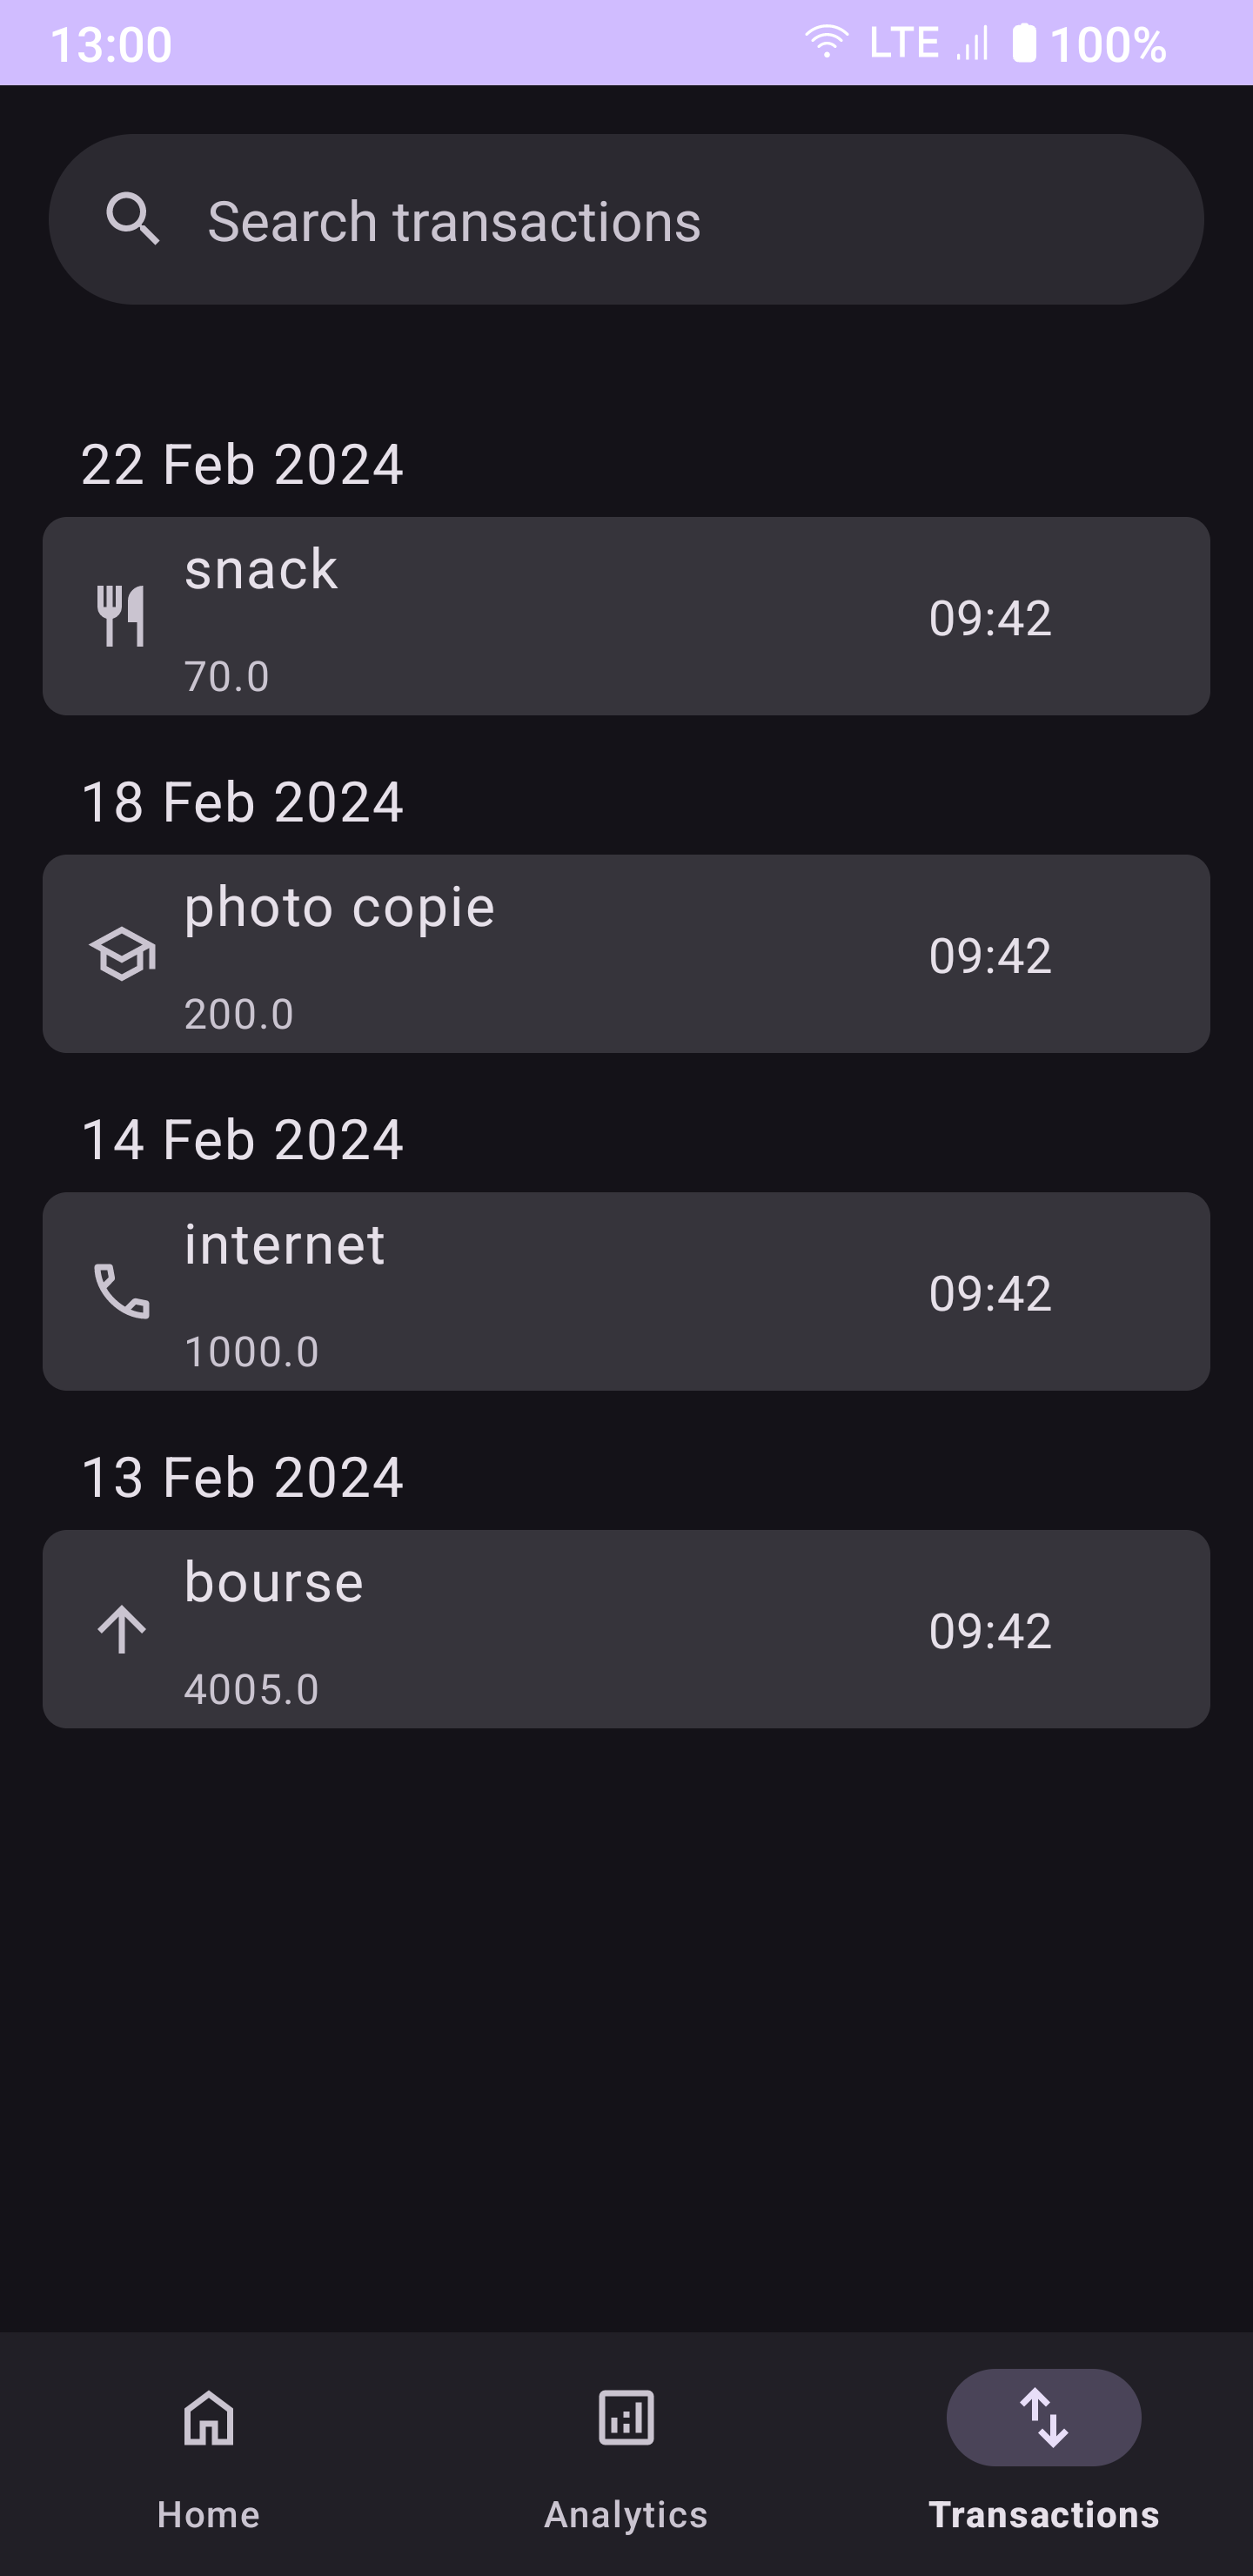 13:00 LTE 100%
Search transactions
22 Feb 2024
snack
09:42
70.0
18 Feb 2024
photo copie
09:42
200.0
14 Feb 2024
internet
09:42
1000.0
13 Feb 2024
bourse
09:42
4005.0
Home Analytics Transactions